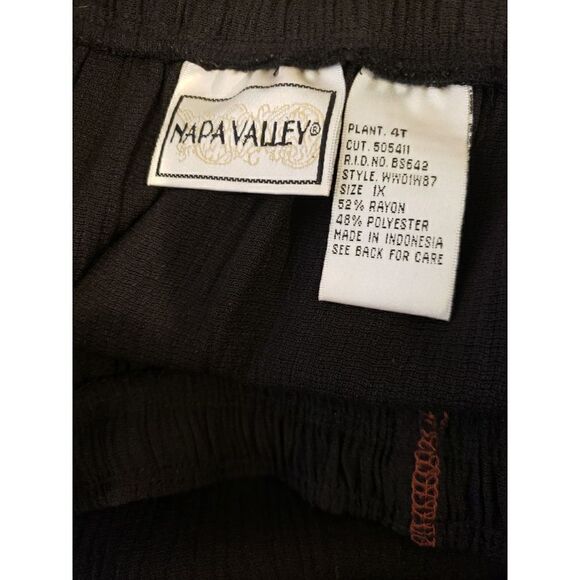 NAPA VALLEY®
PLANT. 4T
CUT. 505411
R.I.D. NO. BS642
STYLE. WW01W87
SIZE 1X
52% RAYON
48% POLYESTER
MADE IN INDONESIA
SEE BACK FOR CARE